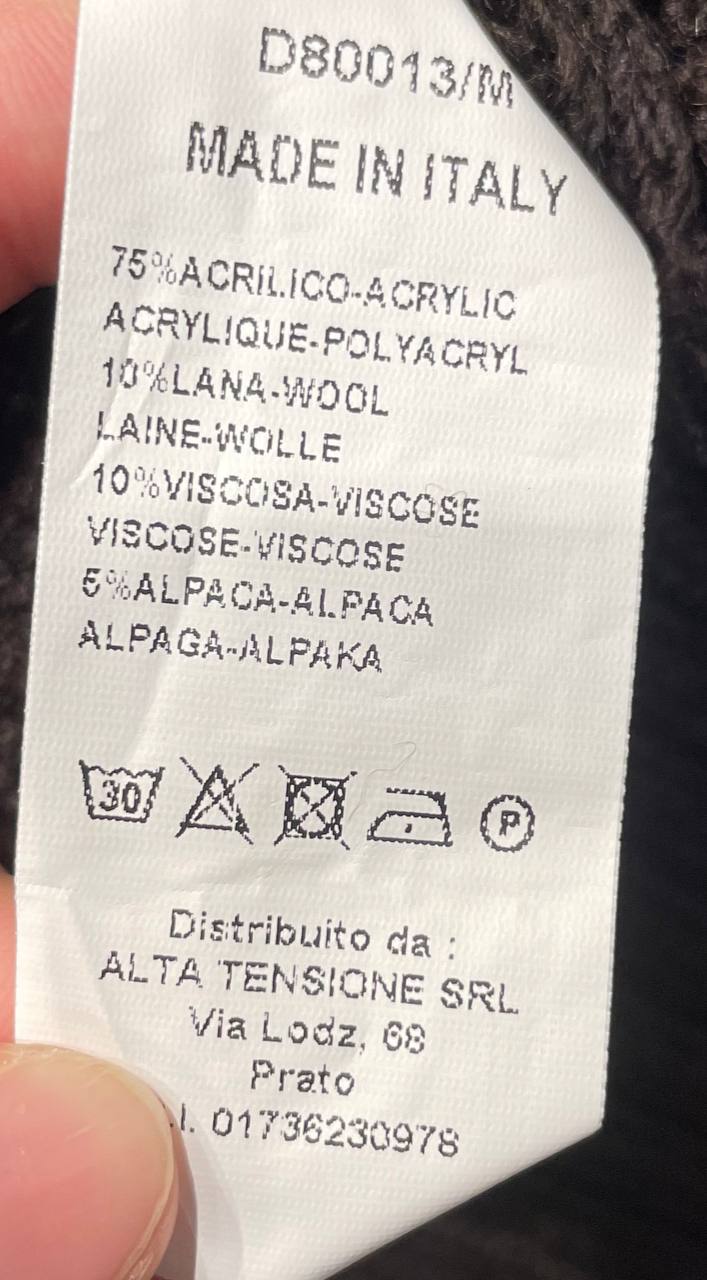 D80013/M
MADE IN ITALY
75%ACRILICO-ACRYLIC
ACRYLIQUE-POLYACRYL
10%LANA-WOOL
LAINE-WOLLE
10%VISCOSA-VISCOSE
VISCOSE-VISCOSE
5%ALPACA-ALPACA
ALPAGA-ALPAKA
30 P
Distribuito da :
ALTA TENSIONE SRL
Via Lodz, 68
Prato
01736230978